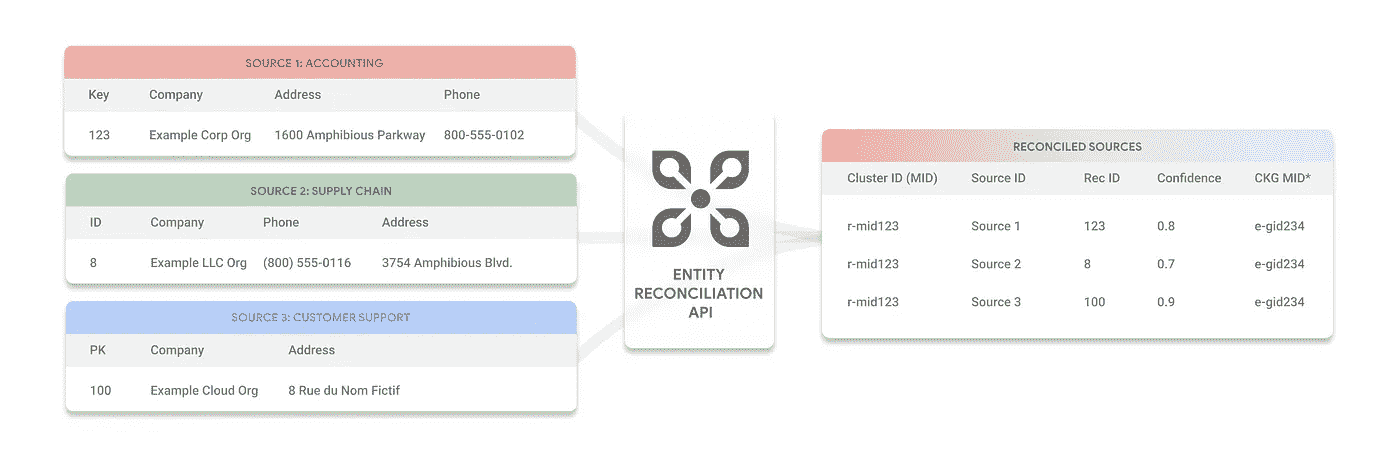 SOURCE 1: ACCOUNTING
Key Company Address Phone
123 Example Corp Org 1600 Amphibious Parkway 800-555-0102
SOURCE 2: SUPPLY CHAIN
ID Company Phone Address
8 Example LLC Org (800) 555-0116 3754 Amphibious Blvd.
SOURCE 3: CUSTOMER SUPPORT
PK Company Address
100 Example Cloud Org 8 Rue du Nom Fictif
ENTITY
RECONCILIATION
API
RECONCILED SOURCES
Cluster ID (MID) Source ID Rec ID Confidence CKG MID*
r-mid123 Source 1 123 0.8 e-gid234
r-mid123 Source 2 8 0.7 e-gid234
r-mid123 Source 3 100 0.9 e-gid234